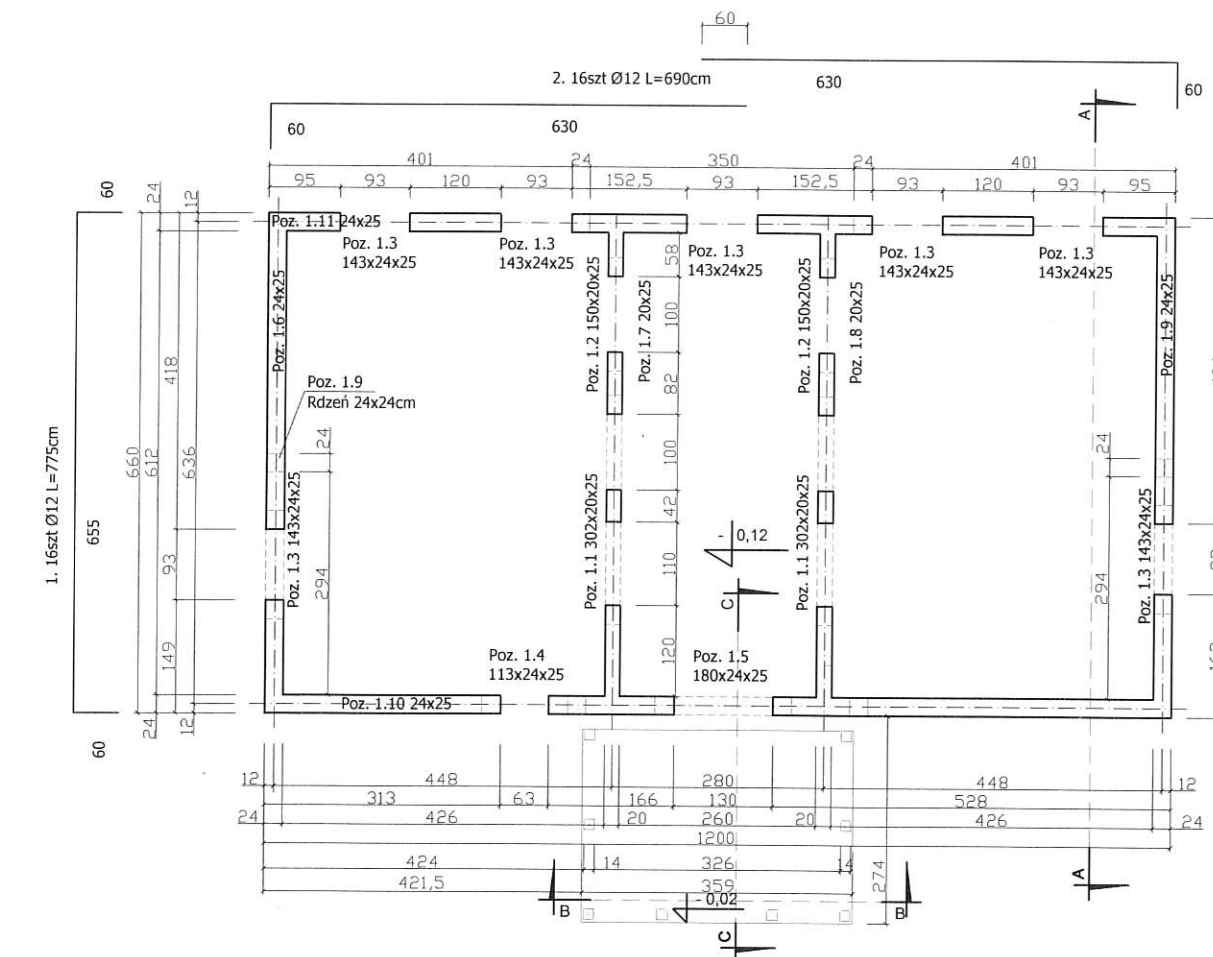 60
2. 16szt Ø12 L=690cm
630
60
60
630
A
401 24 350 24 401
95 93 120 93 152,5 93 152,5 93 120 93 95
60
24
12
Poz. 1.11 24x25
Poz. 1.3
143x24x25
Poz. 1.3
143x24x25
Poz. 1.3
143x24x25
Poz. 1.3
143x24x25
Poz. 1.3
143x24x25
58
Poz. 1.6 24x25
Poz. 1.2 150x20x25
Poz. 1.7 20x25
100
Poz. 1.2 150x20x25
Poz. 1.8 20x25
Poz. 1.9 24x25
418
Poz. 1.9
Rdzeń 24x24cm
82
1. 16szt Ø12 L=775cm
655
660
612
636
24
24
100
42
Poz. 1.3 143x24x25
294
Poz. 1.1 302x20x25
Poz. 1.1 302x20x25
- 0,12
294
Poz. 1.3 143x24x25
93
110
C
149
120
Poz. 1.4
113x24x25
Poz. 1.5
180x24x25
Poz. 1.10 24x25
60
24
12
12 448 280 448 12
313 63 166 130 528
24 426 20 260 20 426 24
1200
424 14 326 14
421,5 359
274
A
B
- 0,02
B
C